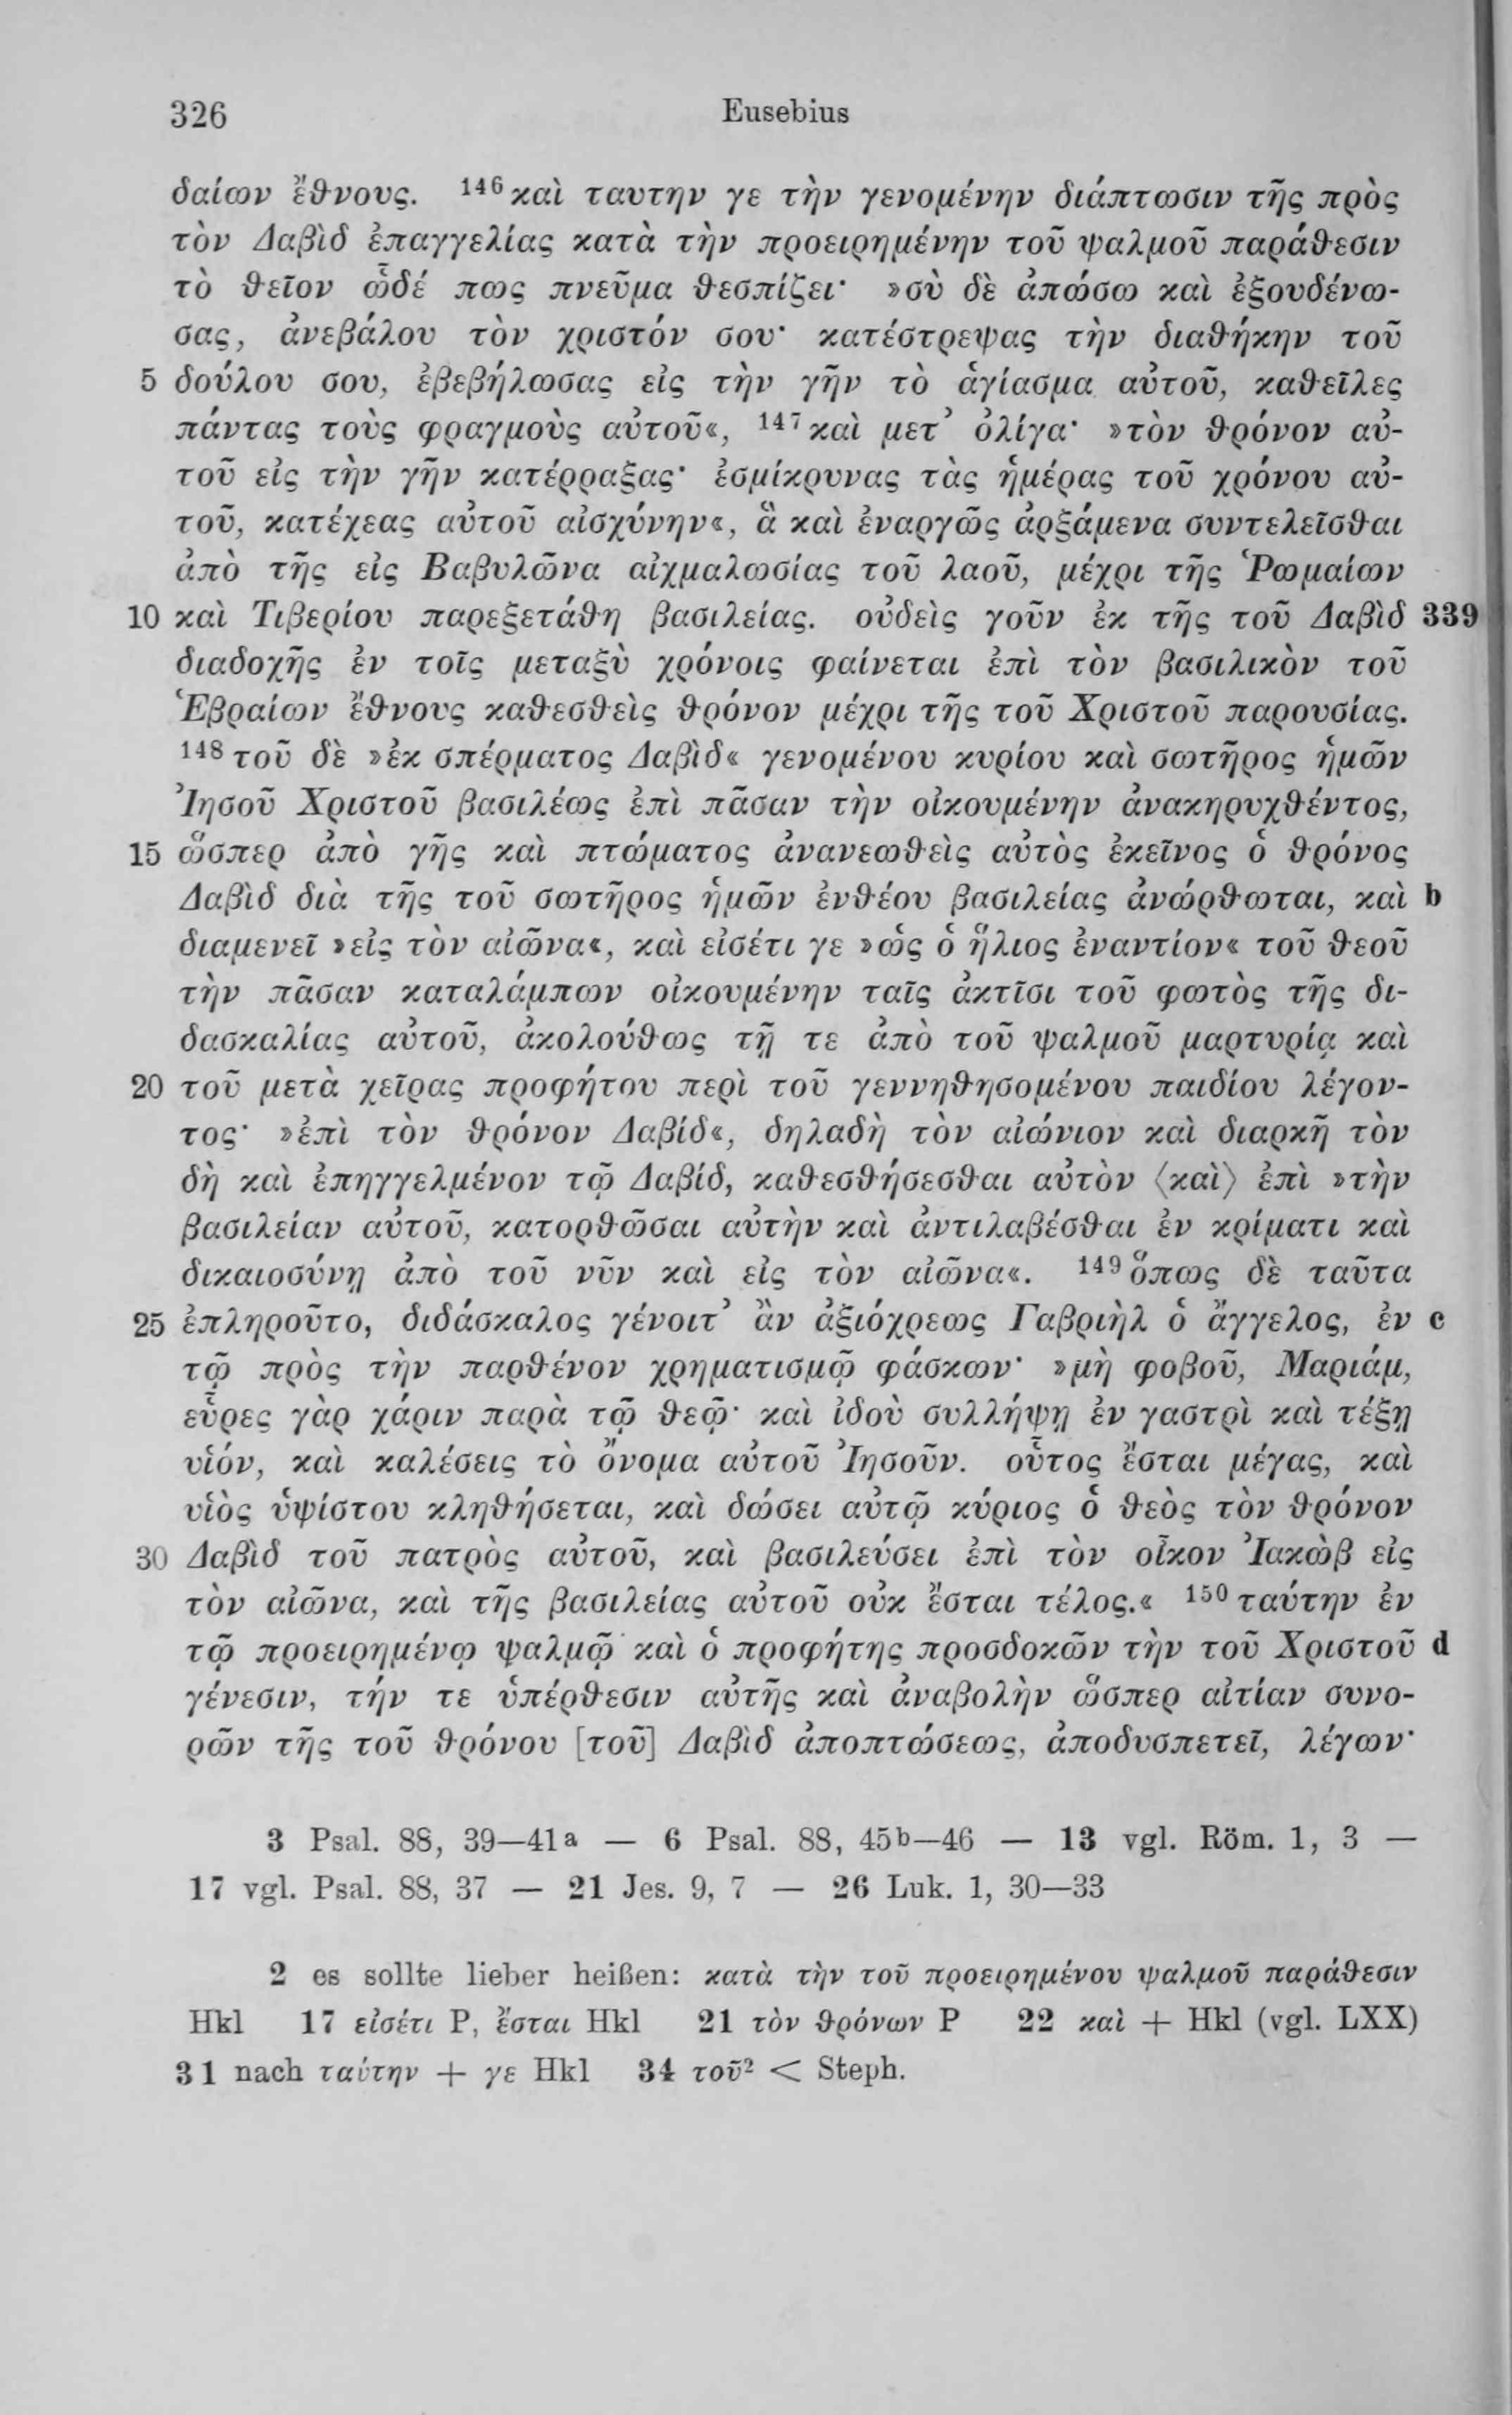 326 Eusebius
δαίων ἔθνους. ¹⁴⁶ καὶ ταυτην γε τὴν γενομένην διάπτωσιν τῆς πρὸς
τὸν Δαβὶδ ἐπαγγελίας κατὰ τὴν προειρημένην τοῦ ψαλμοῦ παράθεσιν
τὸ θεῖον ὧδέ πως πνεῦμα θεσπίζει· »σὺ δὲ ἀπώσω καὶ ἐξουδένω-
σας, ἀνεβάλου τὸν χριστόν σου· κατέστρεψας τὴν διαθήκην τοῦ
5 δούλου σου, ἐβεβήλωσας εἰς τὴν γῆν τὸ ἁγίασμα αὐτοῦ, καθεῖλες
πάντας τοὺς φραγμοὺς αὐτοῦ«, ¹⁴⁷ καὶ μετ’ ὀλίγα· »τὸν θρόνον αὐ-
τοῦ εἰς τὴν γῆν κατέρραξας· ἐσμίκρυνας τὰς ἡμέρας τοῦ χρόνου αὐ-
τοῦ, κατέχεας αὐτοῦ αἰσχύνην«, ἃ καὶ ἐναργῶς ἀρξάμενα συντελεῖσθαι
ἀπὸ τῆς εἰς Βαβυλῶνα αἰχμαλωσίας τοῦ λαοῦ, μέχρι τῆς Ῥωμαίων
10 καὶ Τιβερίου παρεξετάθη βασιλείας. οὐδεὶς γοῦν ἐκ τῆς τοῦ Δαβὶδ 339
διαδοχῆς ἐν τοῖς μεταξὺ χρόνοις φαίνεται ἐπὶ τὸν βασιλικὸν τοῦ
Ἑβραίων ἔθνους καθεσθεὶς θρόνον μέχρι τῆς τοῦ Χριστοῦ παρουσίας.
¹⁴⁸ τοῦ δὲ »ἐκ σπέρματος Δαβὶδ« γενομένου κυρίου καὶ σωτῆρος ἡμῶν
Ἰησοῦ Χριστοῦ βασιλέως ἐπὶ πᾶσαν τὴν οἰκουμένην ἀνακηρυχθέντος,
15 ὥσπερ ἀπὸ γῆς καὶ πτώματος ἀνανεωθεὶς αὐτὸς ἐκεῖνος ὁ θρόνος
Δαβὶδ διὰ τῆς τοῦ σωτῆρος ἡμῶν ἐνθέου βασιλείας ἀνώρθωται, καὶ b
διαμενεῖ »εἰς τὸν αἰῶνα«, καὶ εἰσέτι γε »ὡς ὁ ἥλιος ἐναντίον« τοῦ θεοῦ
τὴν πᾶσαν καταλάμπων οἰκουμένην ταῖς ἀκτῖσι τοῦ φωτὸς τῆς δι-
δασκαλίας αὐτοῦ, ἀκολούθως τῇ τε ἀπὸ τοῦ ψαλμοῦ μαρτυρίᾳ καὶ
20 τοῦ μετὰ χεῖρας προφήτου περὶ τοῦ γεννηθησομένου παιδίου λέγον-
τος· »ἐπὶ τὸν θρόνον Δαβίδ«, δηλαδὴ τὸν αἰώνιον καὶ διαρκῆ τὸν
δὴ καὶ ἐπηγγελμένον τῷ Δαβίδ, καθεσθήσεσθαι αὐτὸν ⟨καὶ⟩ ἐπὶ »τὴν
βασιλείαν αὐτοῦ, κατορθῶσαι αὐτὴν καὶ ἀντιλαβέσθαι ἐν κρίματι καὶ
δικαιοσύνῃ ἀπὸ τοῦ νῦν καὶ εἰς τὸν αἰῶνα«. ¹⁴⁹ ὅπως δὲ ταῦτα
25 ἐπληροῦτο, διδάσκαλος γένοιτ’ ἂν ἀξιόχρεως Γαβριὴλ ὁ ἄγγελος, ἐν c
τῷ πρὸς τὴν παρθένον χρηματισμῷ φάσκων· »μὴ φοβοῦ, Μαριάμ,
εὗρες γὰρ χάριν παρὰ τῷ θεῷ· καὶ ἰδοὺ συλλήψῃ ἐν γαστρὶ καὶ τέξῃ
υἱόν, καὶ καλέσεις τὸ ὄνομα αὐτοῦ Ἰησοῦν. οὗτος ἔσται μέγας, καὶ
υἱὸς ὑψίστου κληθήσεται, καὶ δώσει αὐτῷ κύριος ὁ θεὸς τὸν θρόνον
30 Δαβὶδ τοῦ πατρὸς αὐτοῦ, καὶ βασιλεύσει ἐπὶ τὸν οἶκον Ἰακὼβ εἰς
τὸν αἰῶνα, καὶ τῆς βασιλείας αὐτοῦ οὐκ ἔσται τέλος.« ¹⁵⁰ ταύτην ἐν
τῷ προειρημένῳ ψαλμῷ καὶ ὁ προφήτης προσδοκῶν τὴν τοῦ Χριστοῦ d
γένεσιν, τήν τε ὑπέρθεσιν αὐτῆς καὶ ἀναβολὴν ὥσπερ αἰτίαν συνο-
ρῶν τῆς τοῦ θρόνου [τοῦ] Δαβὶδ ἀποπτώσεως, ἀποδυσπετεῖ, λέγων·
3 Psal. 88, 39—41a — 6 Psal. 88, 45b—46 — 13 vgl. Röm. 1, 3 —
17 vgl. Psal. 88, 37 — 21 Jes. 9, 7 — 26 Luk. 1, 30—33
2 es sollte lieber heißen: κατὰ τὴν τοῦ προειρημένου ψαλμοῦ παράθεσιν
Hkl 17 εἰσέτι P, ἔσται Hkl 21 τὸν θρόνων P 22 καὶ + Hkl (vgl. LXX)
31 nach ταύτην + γε Hkl 34 τοῦ² < Steph.